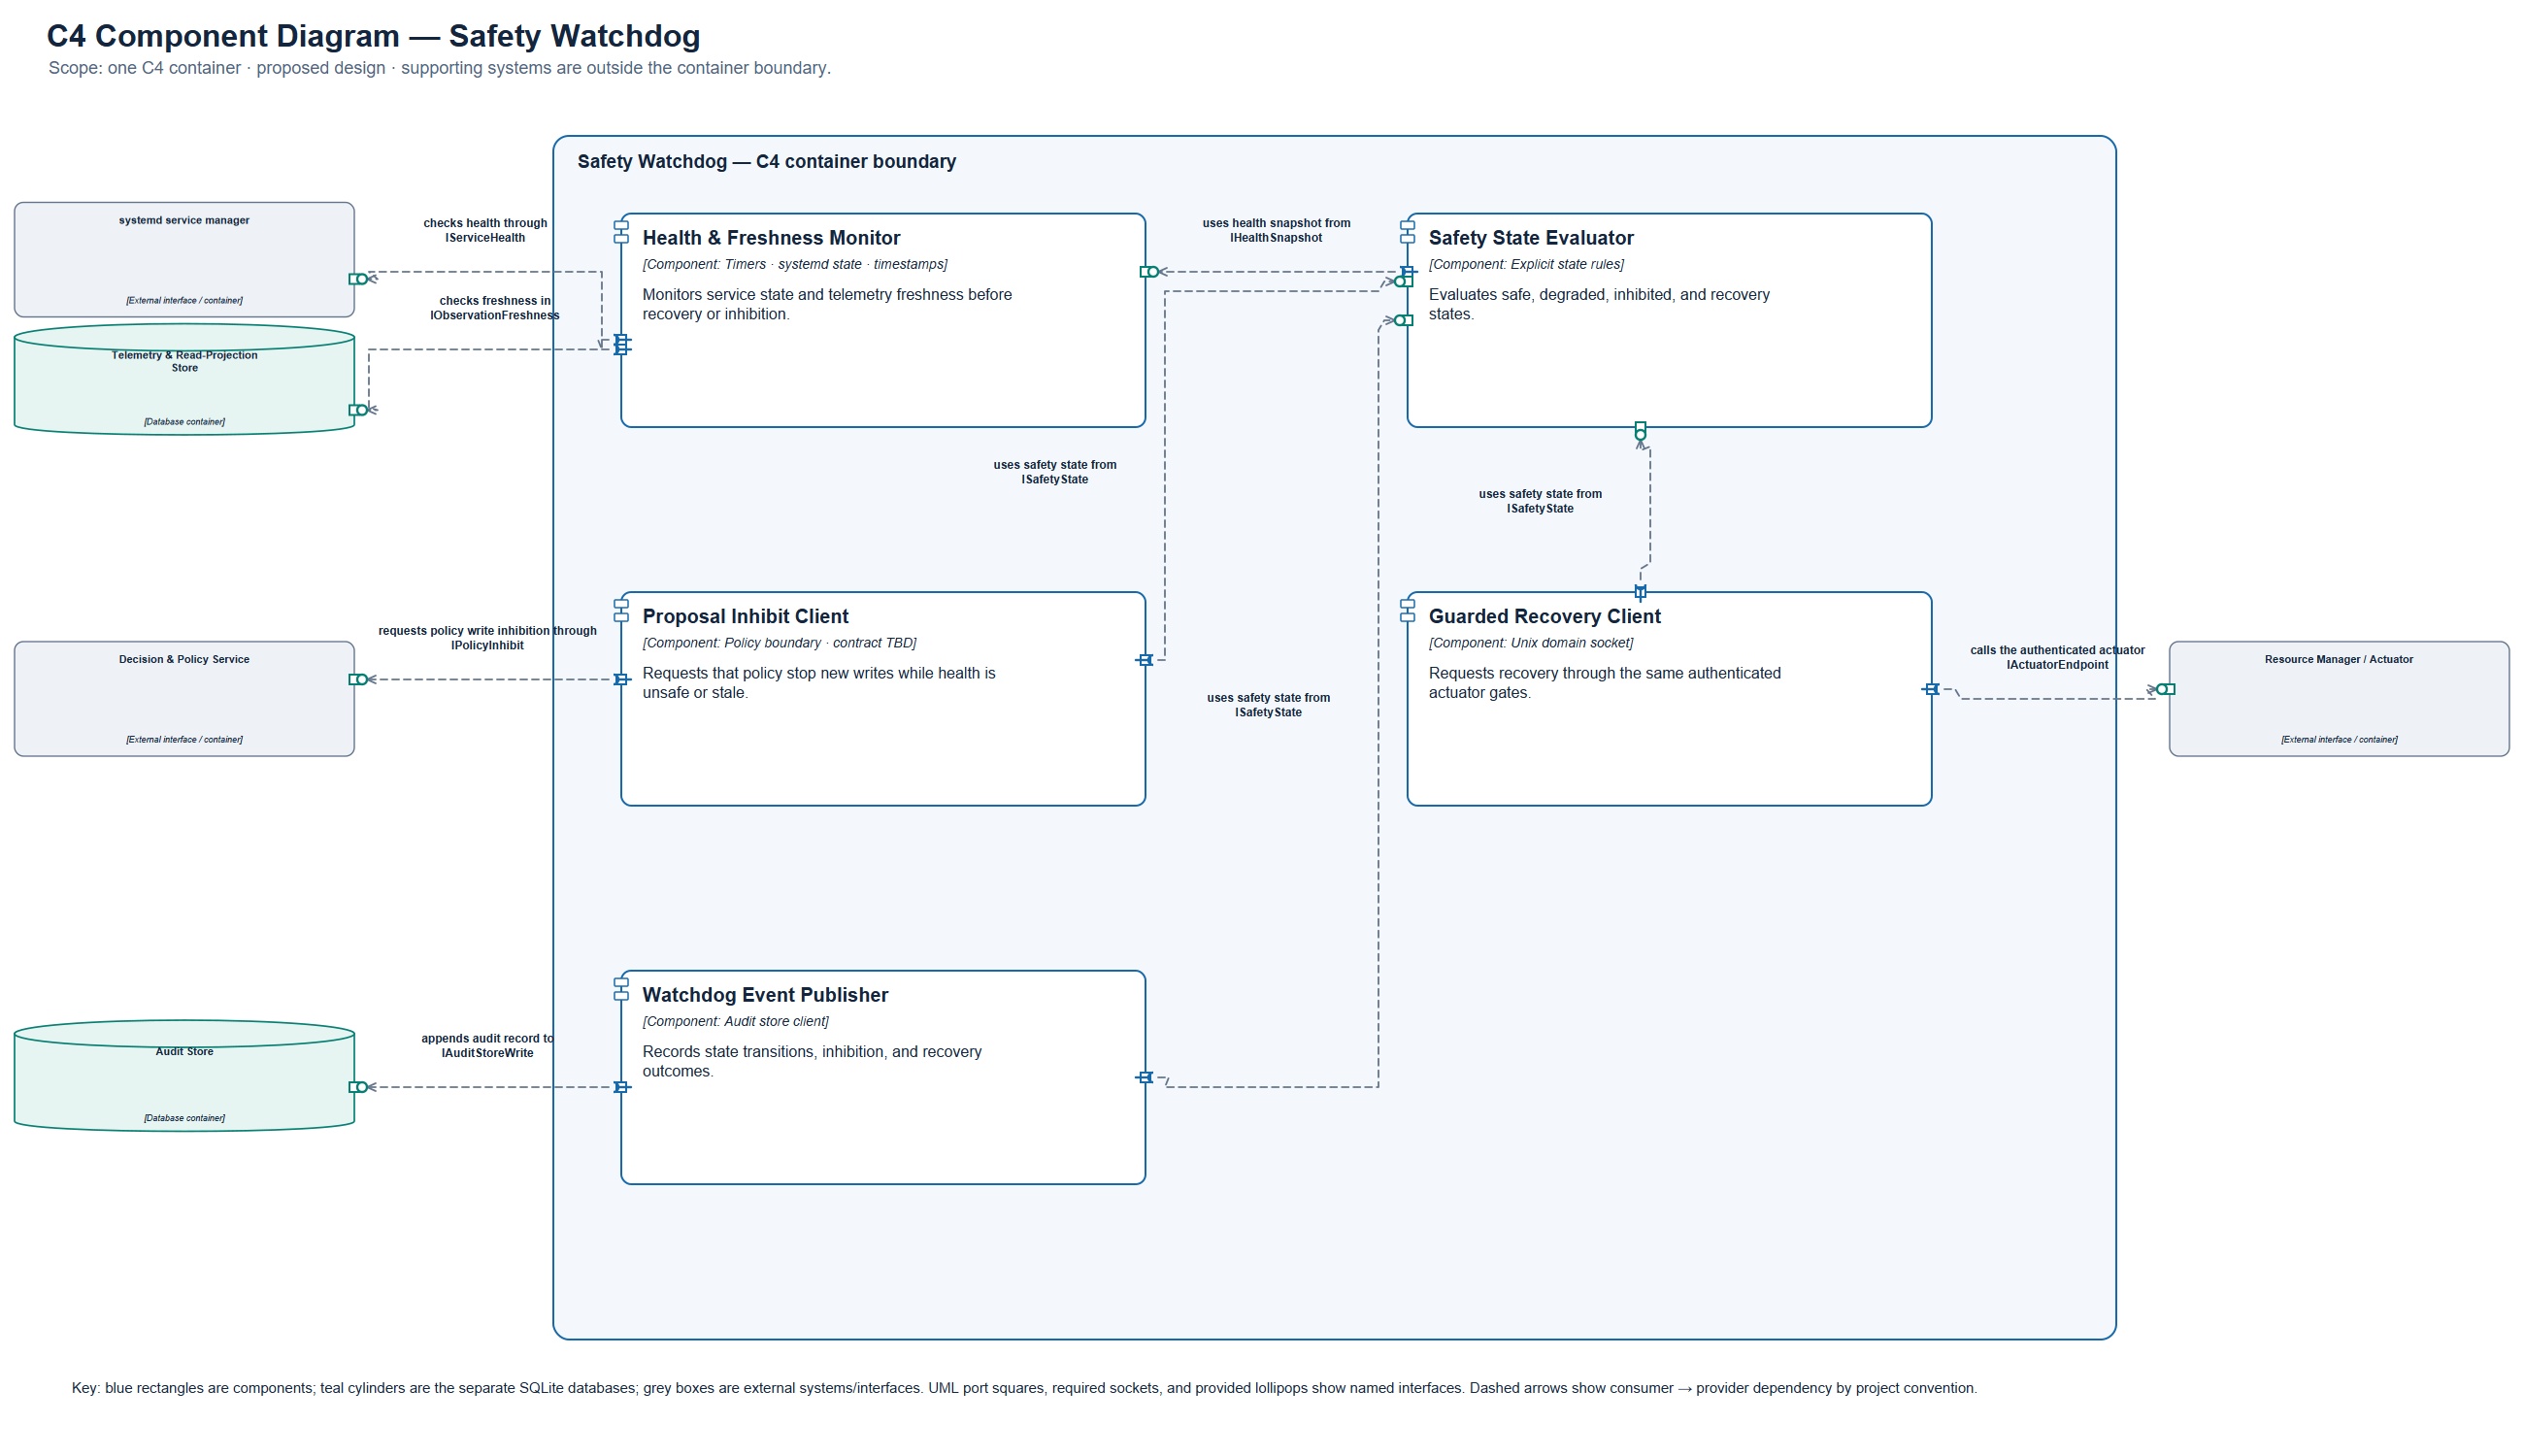 C4 Component Diagram — Safety Watchdog
Scope: one C4 container · proposed design · supporting systems are outside the container boundary.
Safety Watchdog — C4 container boundary
systemd service manager
[External interface / container]
checks health through
IServiceHealth
checks freshness in
IObservationFreshness
Telemetry & Read-Projection
Store
[Database container]
Health & Freshness Monitor
[Component: Timers · systemd state · timestamps]
Monitors service state and telemetry freshness before
recovery or inhibition.
uses health snapshot from
IHealthSnapshot
Safety State Evaluator
[Component: Explicit state rules]
Evaluates safe, degraded, inhibited, and recovery
states.
uses safety state from
ISafetyState
uses safety state from
ISafetyState
Decision & Policy Service
[External interface / container]
requests policy write inhibition through
IPolicyInhibit
Proposal Inhibit Client
[Component: Policy boundary · contract TBD]
Requests that policy stop new writes while health is
unsafe or stale.
uses safety state from
ISafetyState
Guarded Recovery Client
[Component: Unix domain socket]
Requests recovery through the same authenticated
actuator gates.
calls the authenticated actuator
IActuatorEndpoint
Resource Manager / Actuator
[External interface / container]
Audit Store
[Database container]
appends audit record to
IAuditStoreWrite
Watchdog Event Publisher
[Component: Audit store client]
Records state transitions, inhibition, and recovery
outcomes.
Key: blue rectangles are components; teal cylinders are the separate SQLite databases; grey boxes are external systems/interfaces. UML port squares, required sockets, and provided lollipops show named interfaces. Dashed arrows show consumer → provider dependency by project convention.